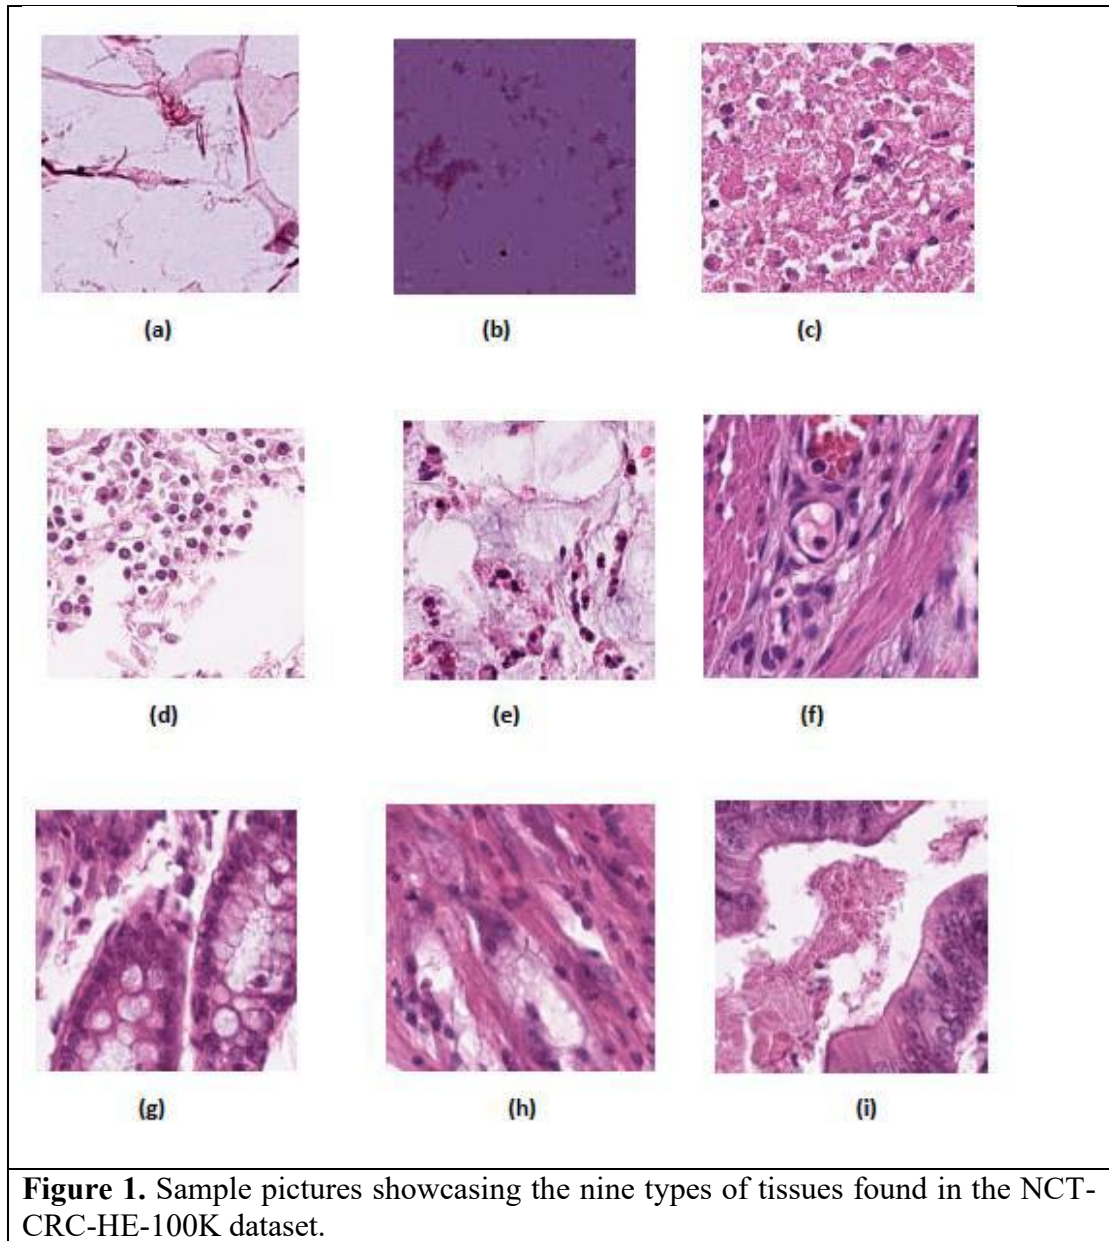 (a)
(b)
(c)
(d)
(e)
(f)
(g)
(h)
(i)
Figure 1. Sample pictures showcasing the nine types of tissues found in the NCT-
CRC-HE-100K dataset.